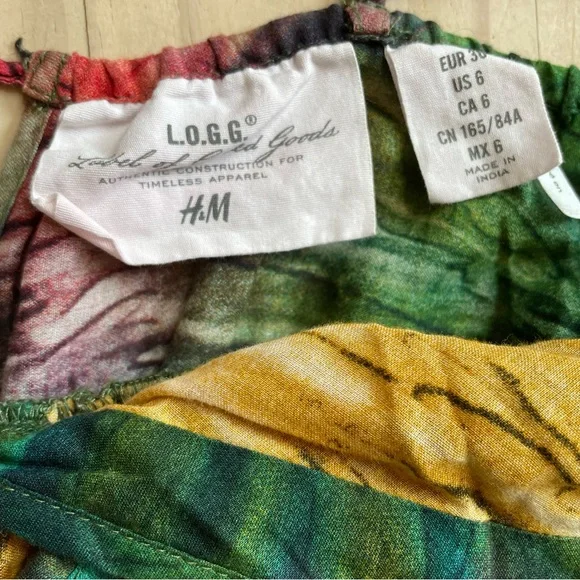 L.O.G.G.®
Label of Goods
AUTHENTIC CONSTRUCTION FOR
TIMELESS APPAREL
H&M
EUR 36
US 6
CA 6
CN 165/84A
MX 6
MADE IN
INDIA